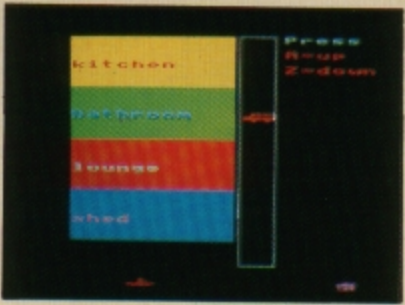 Press
A=up
Z=down
kitchen
bathroom
lounge
shed